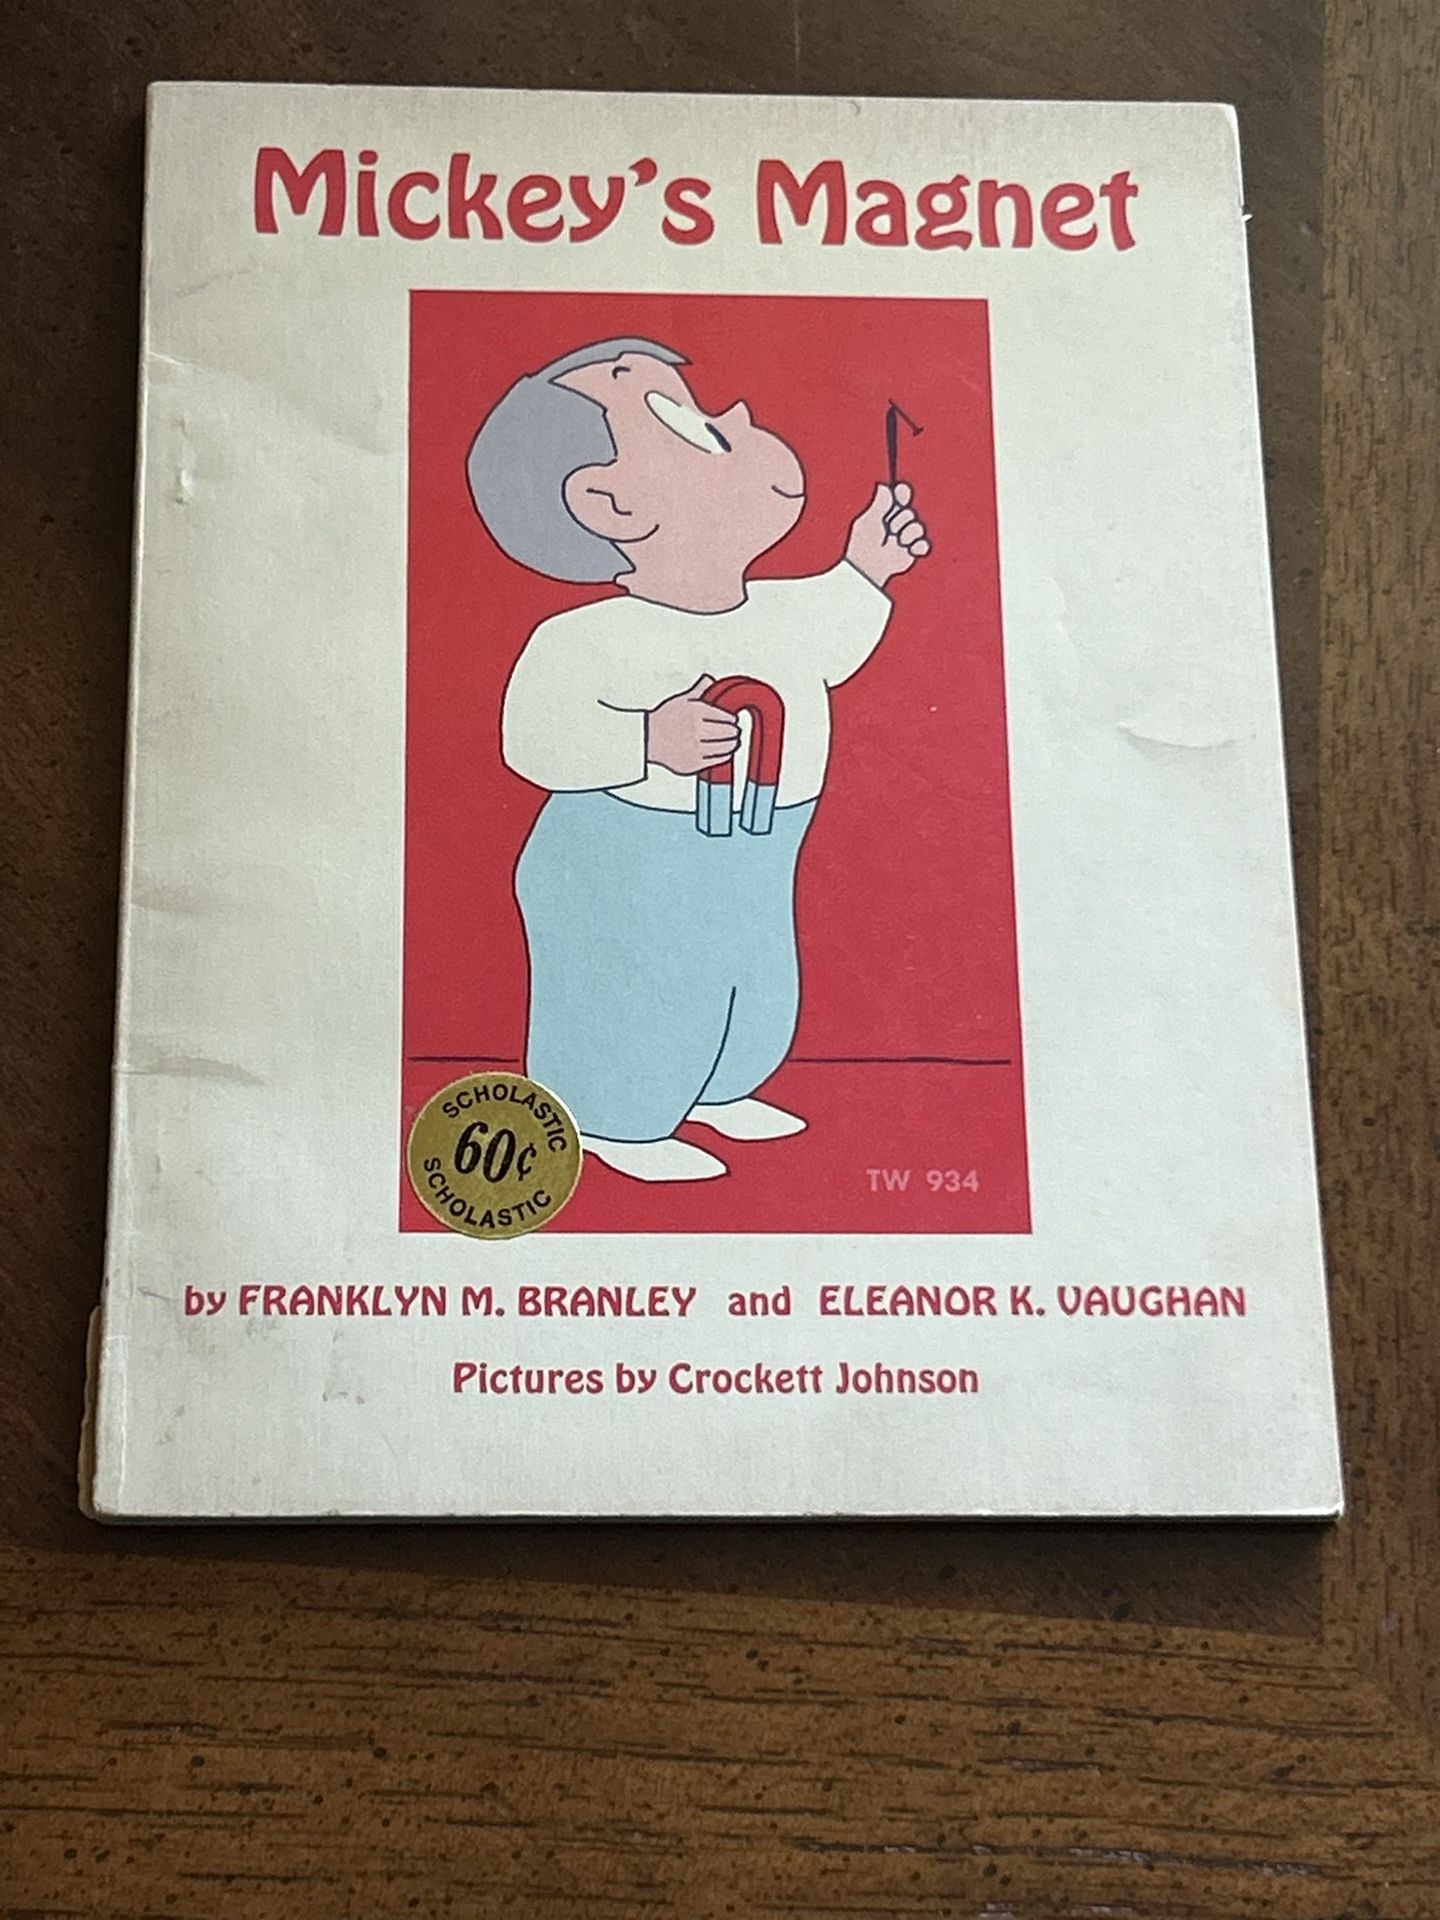 Mickey's Magnet
SCHOLASTIC
60¢
SCHOLASTIC
TW 934
by FRANKLYN M. BRANLEY and ELEANOR K. VAUGHAN
Pictures by Crockett Johnson